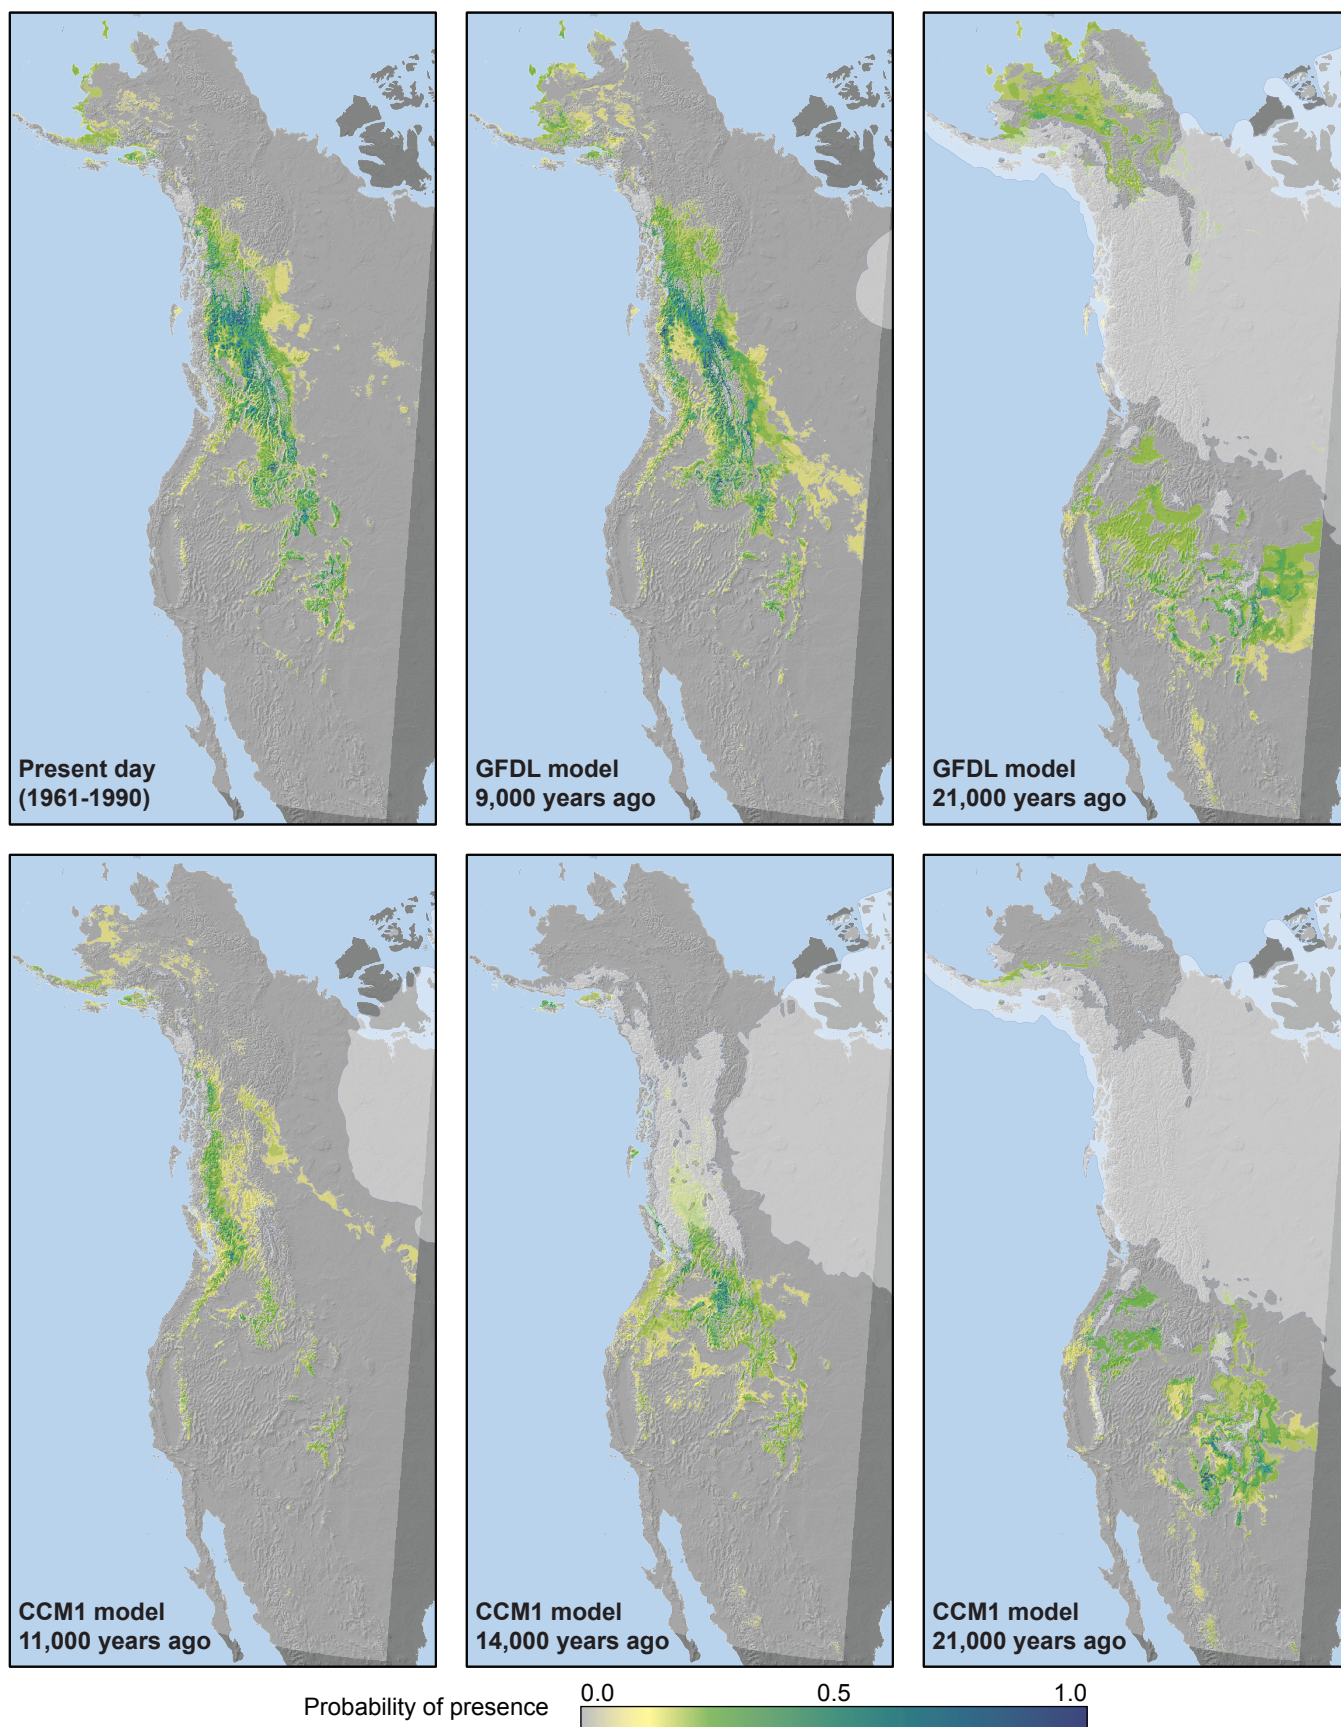 Present day
(1961-1990)
GFDL model
9,000 years ago
GFDL model
21,000 years ago
CCM1 model
11,000 years ago
CCM1 model
14,000 years ago
CCM1 model
21,000 years ago
Probability of presence
0.0 0.5 1.0